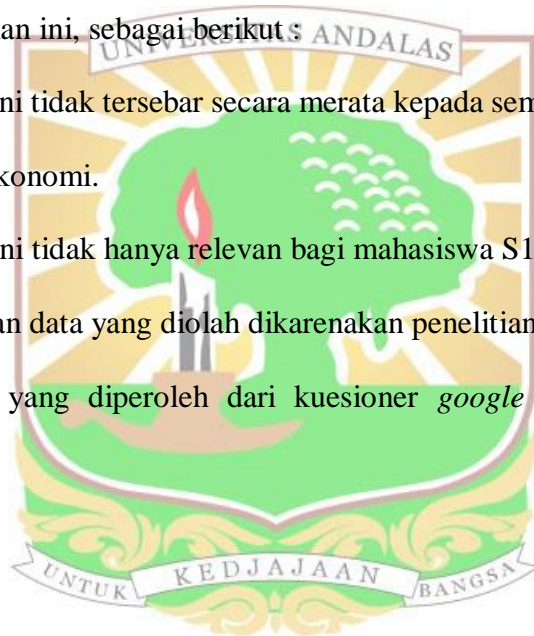 an ini, sebagai berikut :
UNIVERSITAS ANDALAS
ni tidak tersebar secara merata kepada sem
konomi.
ni tidak hanya relevan bagi mahasiswa S1
an data yang diolah dikarenakan penelitian
yang diperoleh dari kuesioner google
UNTUK KEDJAJAAN BANGSA